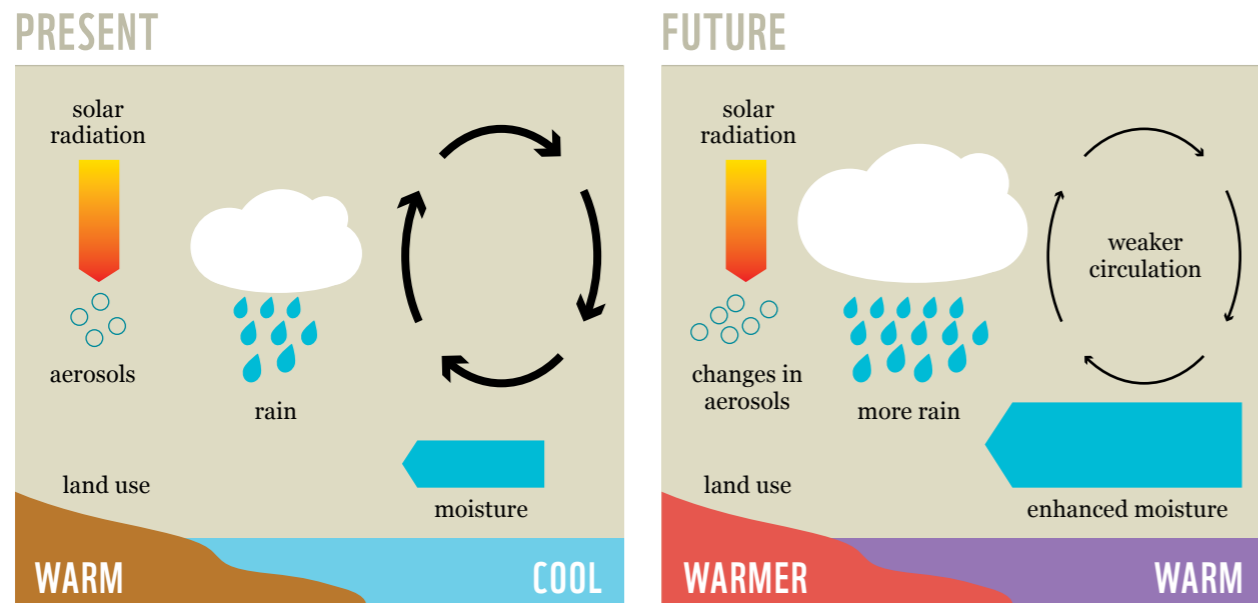 PRESENT
solar
radiation
aerosols
rain
land use
moisture
WARM
COOL
FUTURE
solar
radiation
weaker
circulation
changes in
aerosols
more rain
land use
enhanced moisture
WARMER
WARM